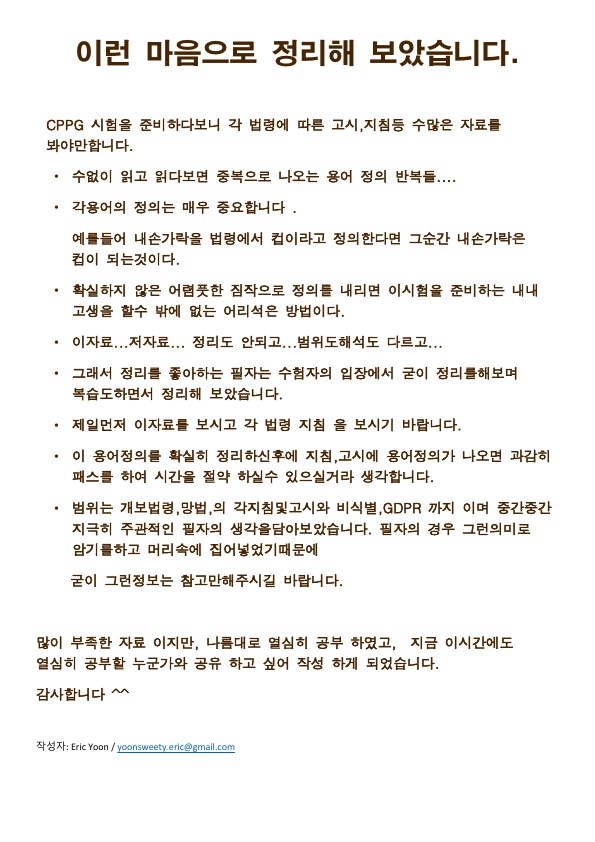 이런 마음으로 정리해 보았습니다.
CPPG 시험을 준비하다보니 각 법령에 따른 고시,지침등 수많은 자료를
봐야만합니다.
• 수없이 읽고 읽다보면 중복으로 나오는 용어 정의 반복들....
• 각용어의 정의는 매우 중요합니다 .
예를들어 내손가락을 법령에서 컵이라고 정의한다면 그순간 내손가락은
컵이 되는것이다.
• 확실하지 않은 어렴풋한 짐작으로 정의를 내리면 이시험을 준비하는 내내
고생을 할수 밖에 없는 어리석은 방법이다.
• 이자료...저자료... 정리도 안되고...범위도해석도 다르고...
• 그래서 정리를 좋아하는 필자는 수험자의 입장에서 굳이 정리를해보며
복습도하면서 정리해 보았습니다.
• 제일먼저 이자료를 보시고 각 법령 지침 을 보시기 바랍니다.
• 이 용어정의를 확실히 정리하신후에 지침,고시에 용어정의가 나오면 과감히
패스를 하여 시간을 절약 하실수 있으실거라 생각합니다.
• 범위는 개보법령,망법,의 각지침및고시와 비식별,GDPR 까지 이며 중간중간
지극히 주관적인 필자의 생각을담아보았습니다. 필자의 경우 그런의미로
암기를하고 머리속에 집어넣었기때문에
굳이 그런정보는 참고만해주시길 바랍니다.
많이 부족한 자료 이지만, 나름대로 열심히 공부 하였고, 지금 이시간에도
열심히 공부할 누군가와 공유 하고 싶어 작성 하게 되었습니다.
감사합니다 ^^
작성자: Eric Yoon / yoonsweety.eric@gmail.com